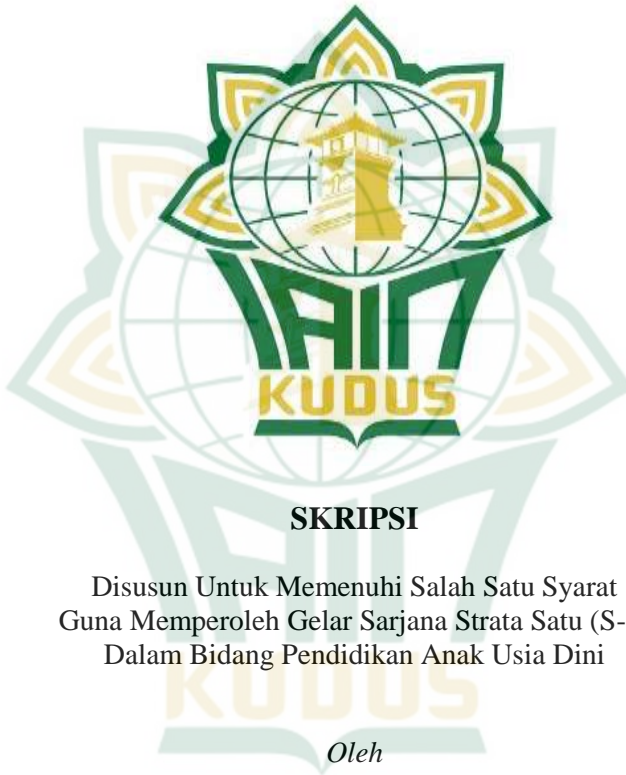 IAIN
KUDUS
SKRIPSI
Disusun Untuk Memenuhi Salah Satu Syarat
Guna Memperoleh Gelar Sarjana Strata Satu (S-
Dalam Bidang Pendidikan Anak Usia Dini
Oleh